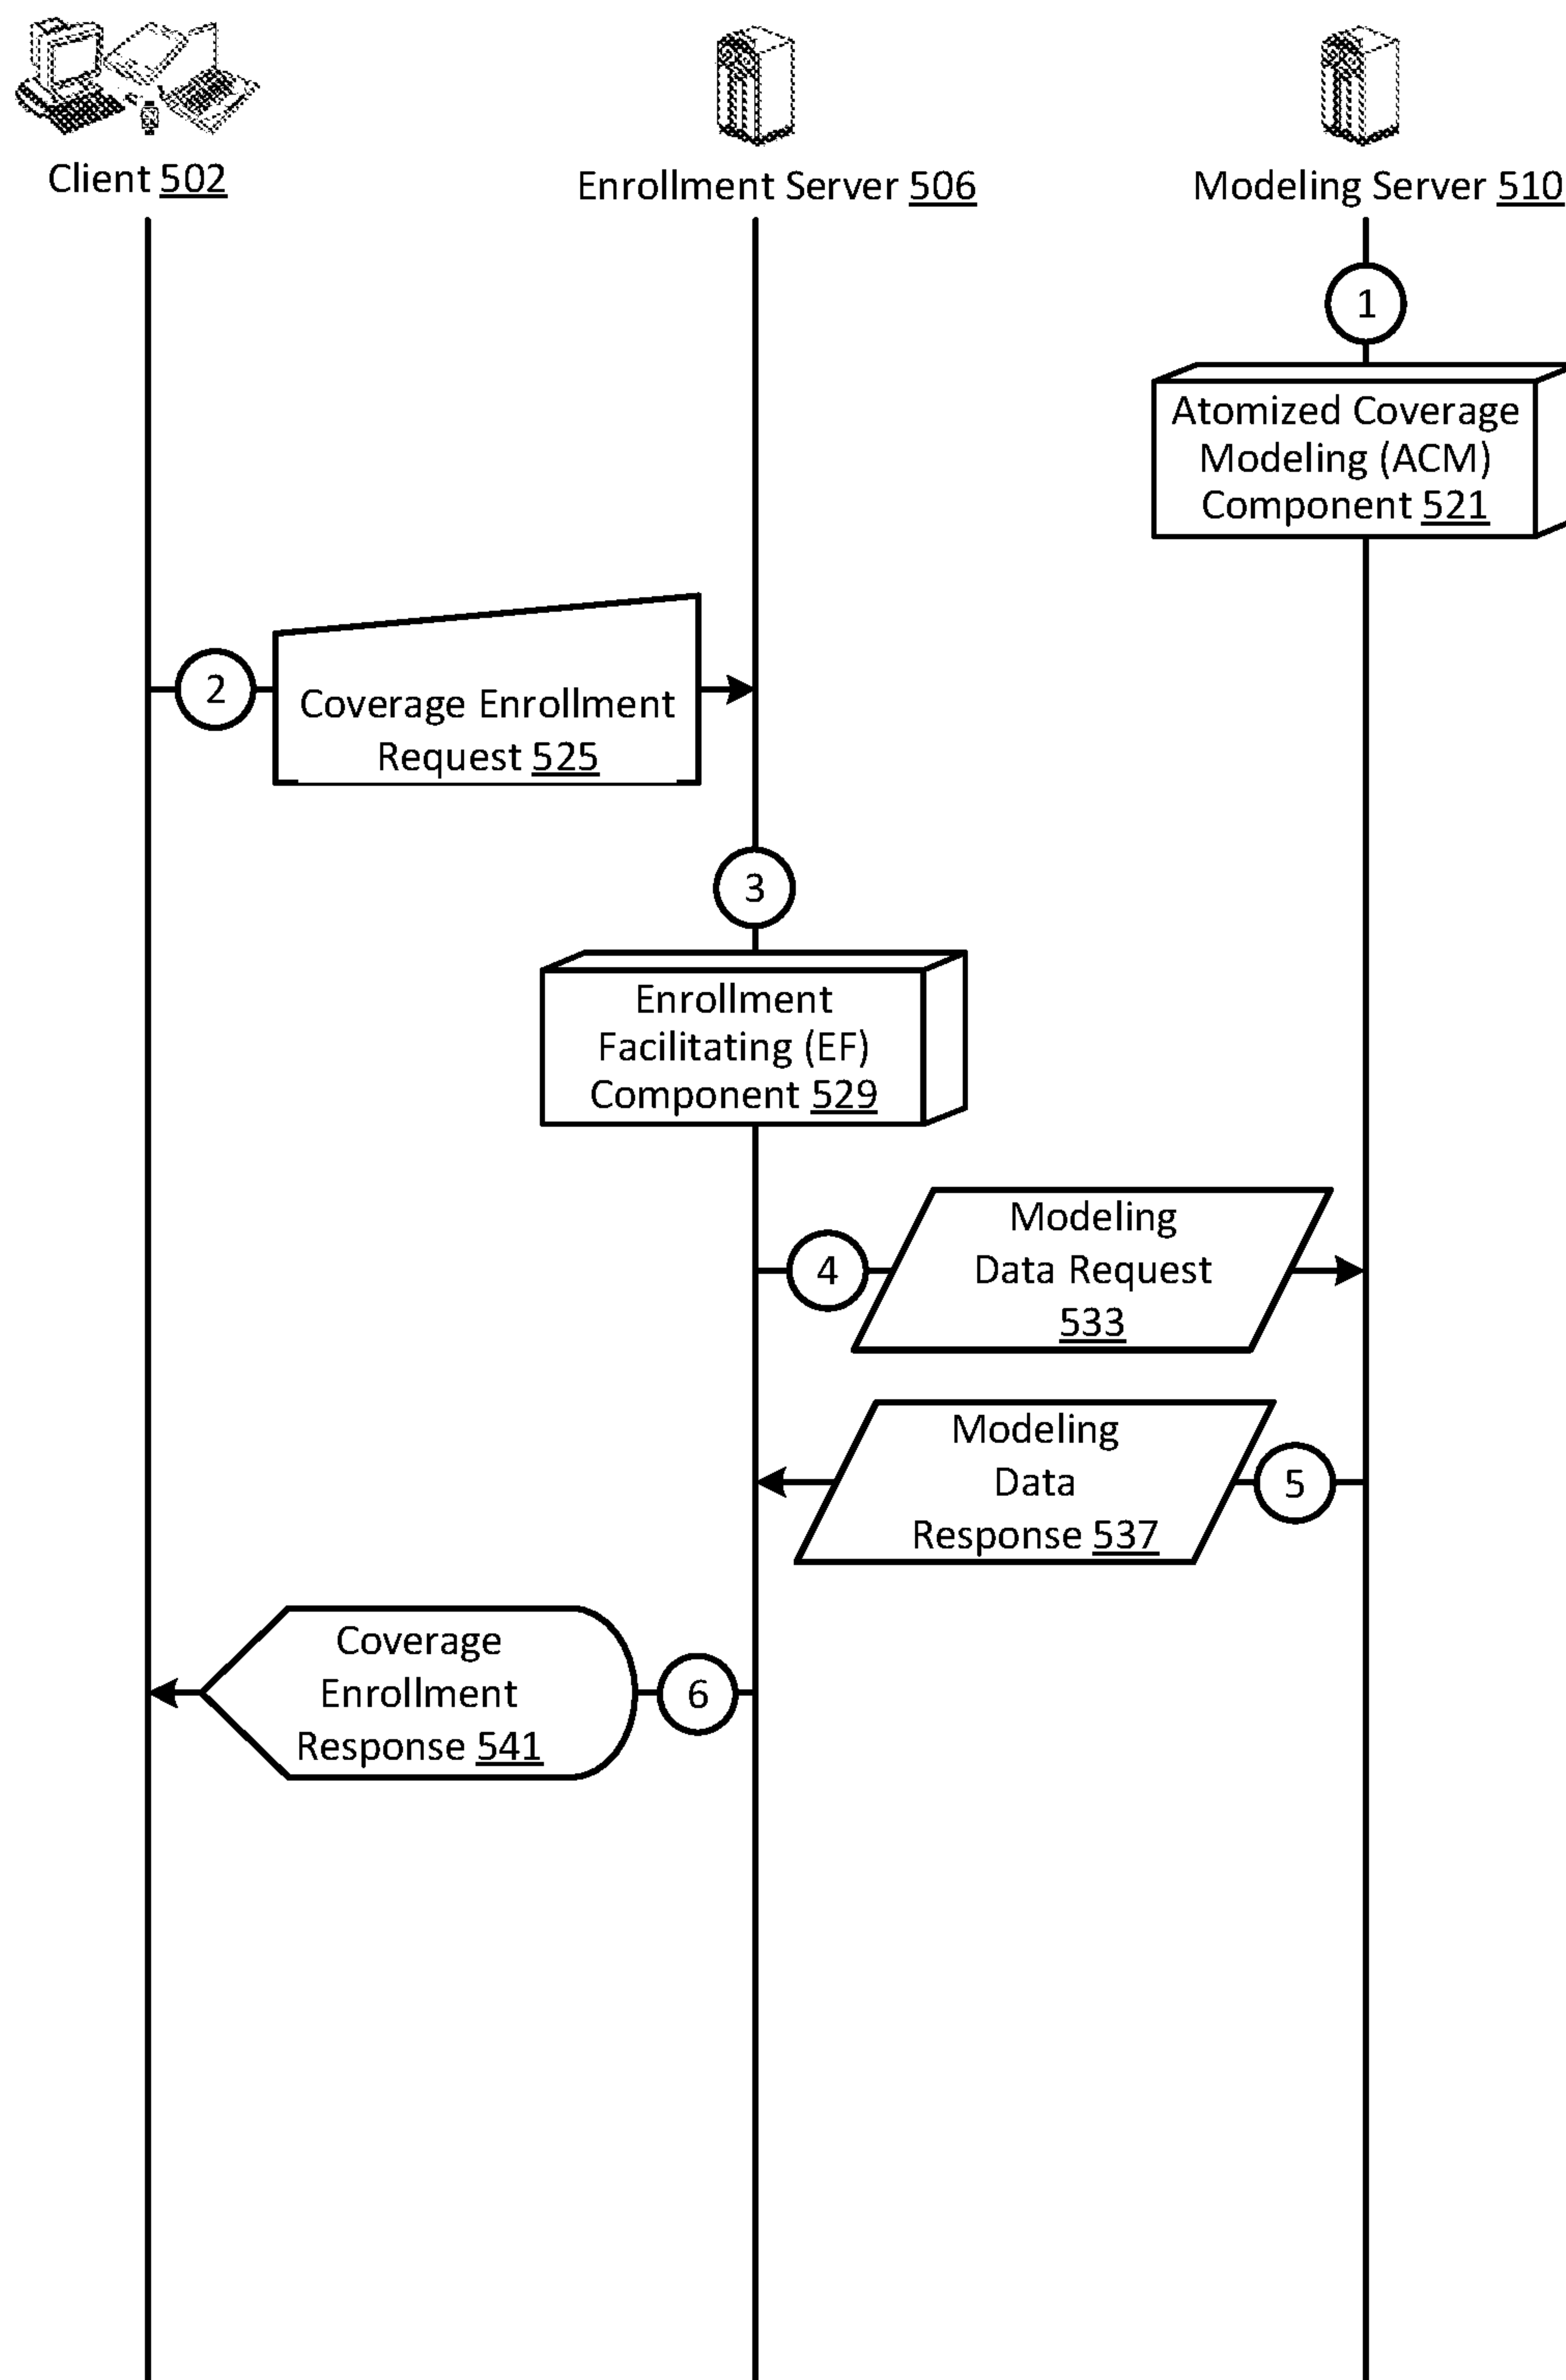 Client 502
Enrollment Server 506
Modeling Server 510
1
Atomized Coverage
Modeling (ACM)
Component 521
2
Coverage Enrollment
Request 525
3
Enrollment
Facilitating (EF)
Component 529
4
Modeling
Data Request
533
Modeling
Data
Response 537
5
Coverage
Enrollment
Response 541
6